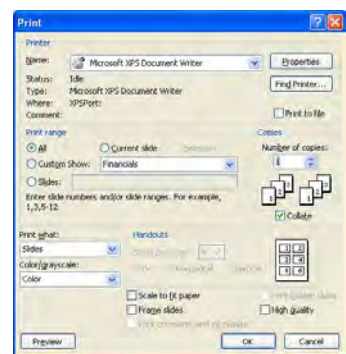 Print
Printer
Name: Microsoft XPS Document Writer Properties
Status: Idle Find Printer...
Type: Microsoft XPS Document Writer
Where: XPSPort:
Comment: Print to file
Print range Copies
All Current slide Selection Number of copies:
Custom Show: Financials 1
Slides:
Enter slide numbers and/or slide ranges. For example,
1,3,5-12
Collate
Print what: Handouts
Slides
Color/grayscale:
Color
Scale to fit paper
Frame slides High quality
Preview OK Cancel